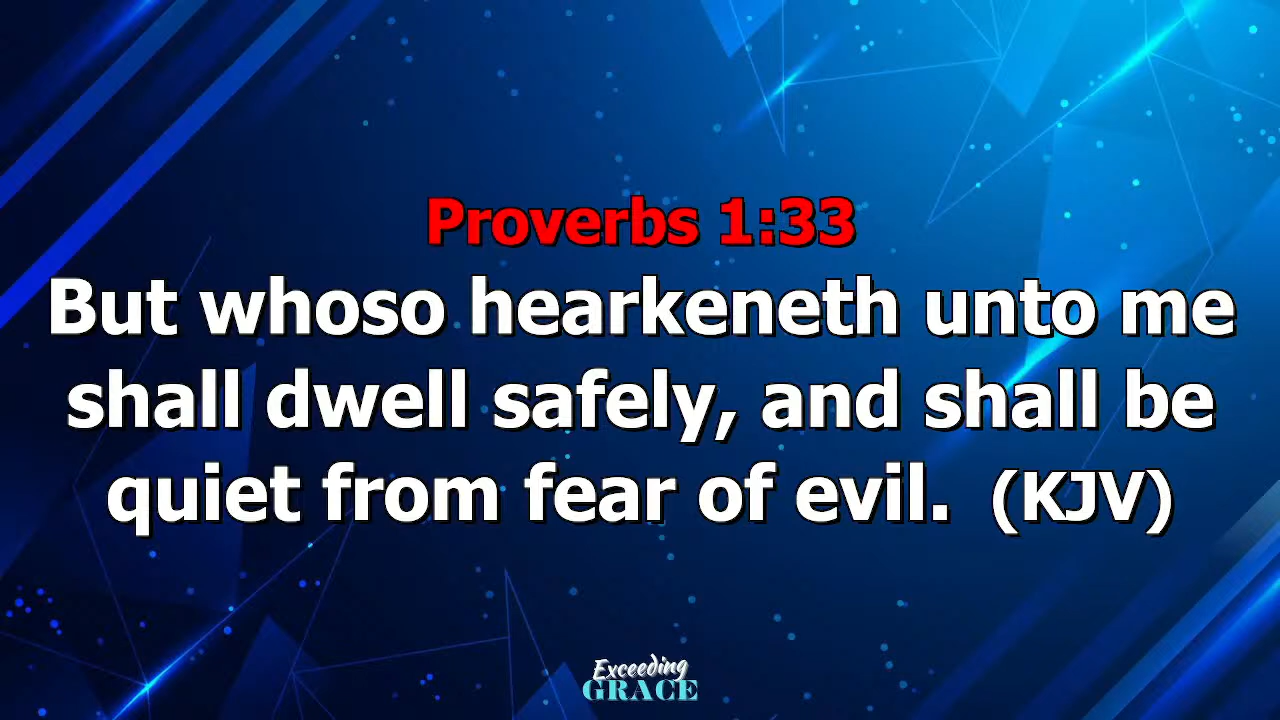 Proverbs 1:33
But whoso hearkeneth unto me
shall dwell safely, and shall be
quiet from fear of evil. (KJV)
Exceeding
GRACE